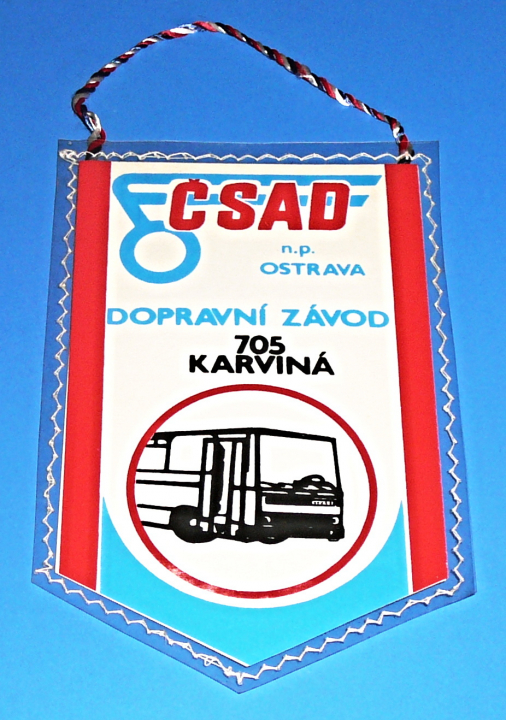 ČSAD
n.p.
OSTRAVA
DOPRAVNÍ ZÁVOD
705
KARVINÁ